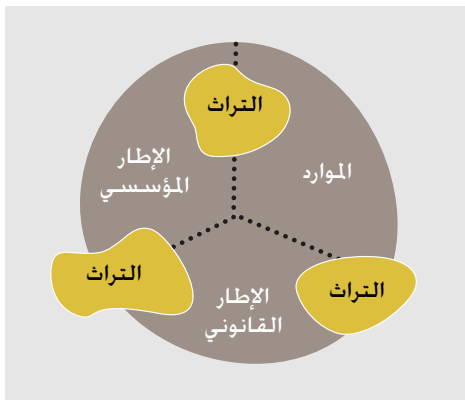 التراث
الإطار
المؤسسي
الموارد
التراث
الإطار
القانوني
التراث